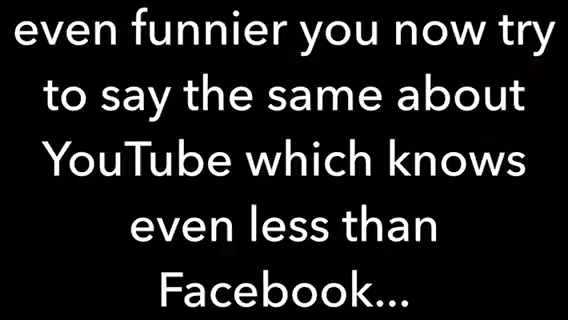 even funnier you now try
to say the same about
YouTube which knows
even less than
Facebook...